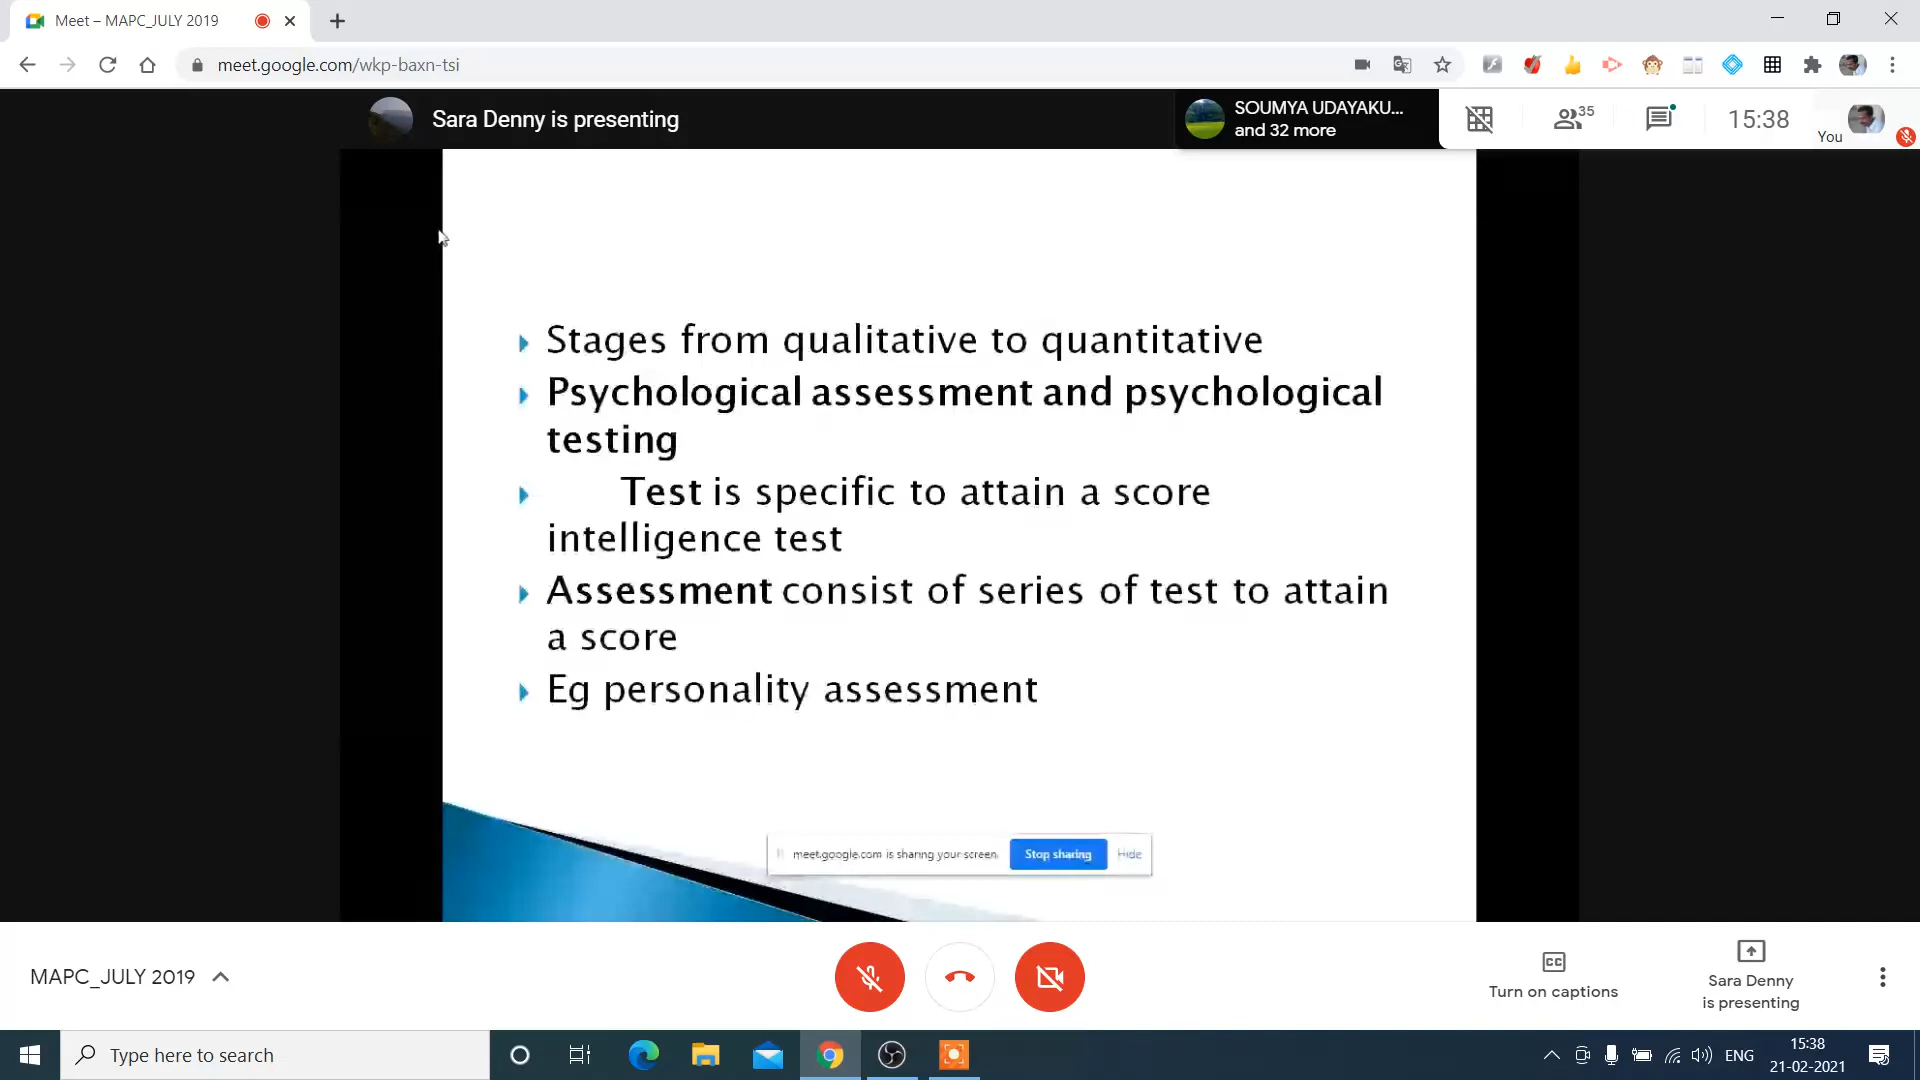 Meet – MAPC_JULY 2019
meet.google.com/wkp-baxn-tsi
Sara Denny is presenting
SOUMYA UDAYAKU...
and 32 more
35
15:38
You
Stages from qualitative to quantitative
Psychological assessment and psychological
testing
Test is specific to attain a score
intelligence test
Assessment consist of series of test to attain
a score
Eg personality assessment
meet.google.com is sharing your screen.
Stop sharing
Hide
MAPC_JULY 2019
CC
Turn on captions
Sara Denny
is presenting
Type here to search
ENG
15:38
21-02-2021